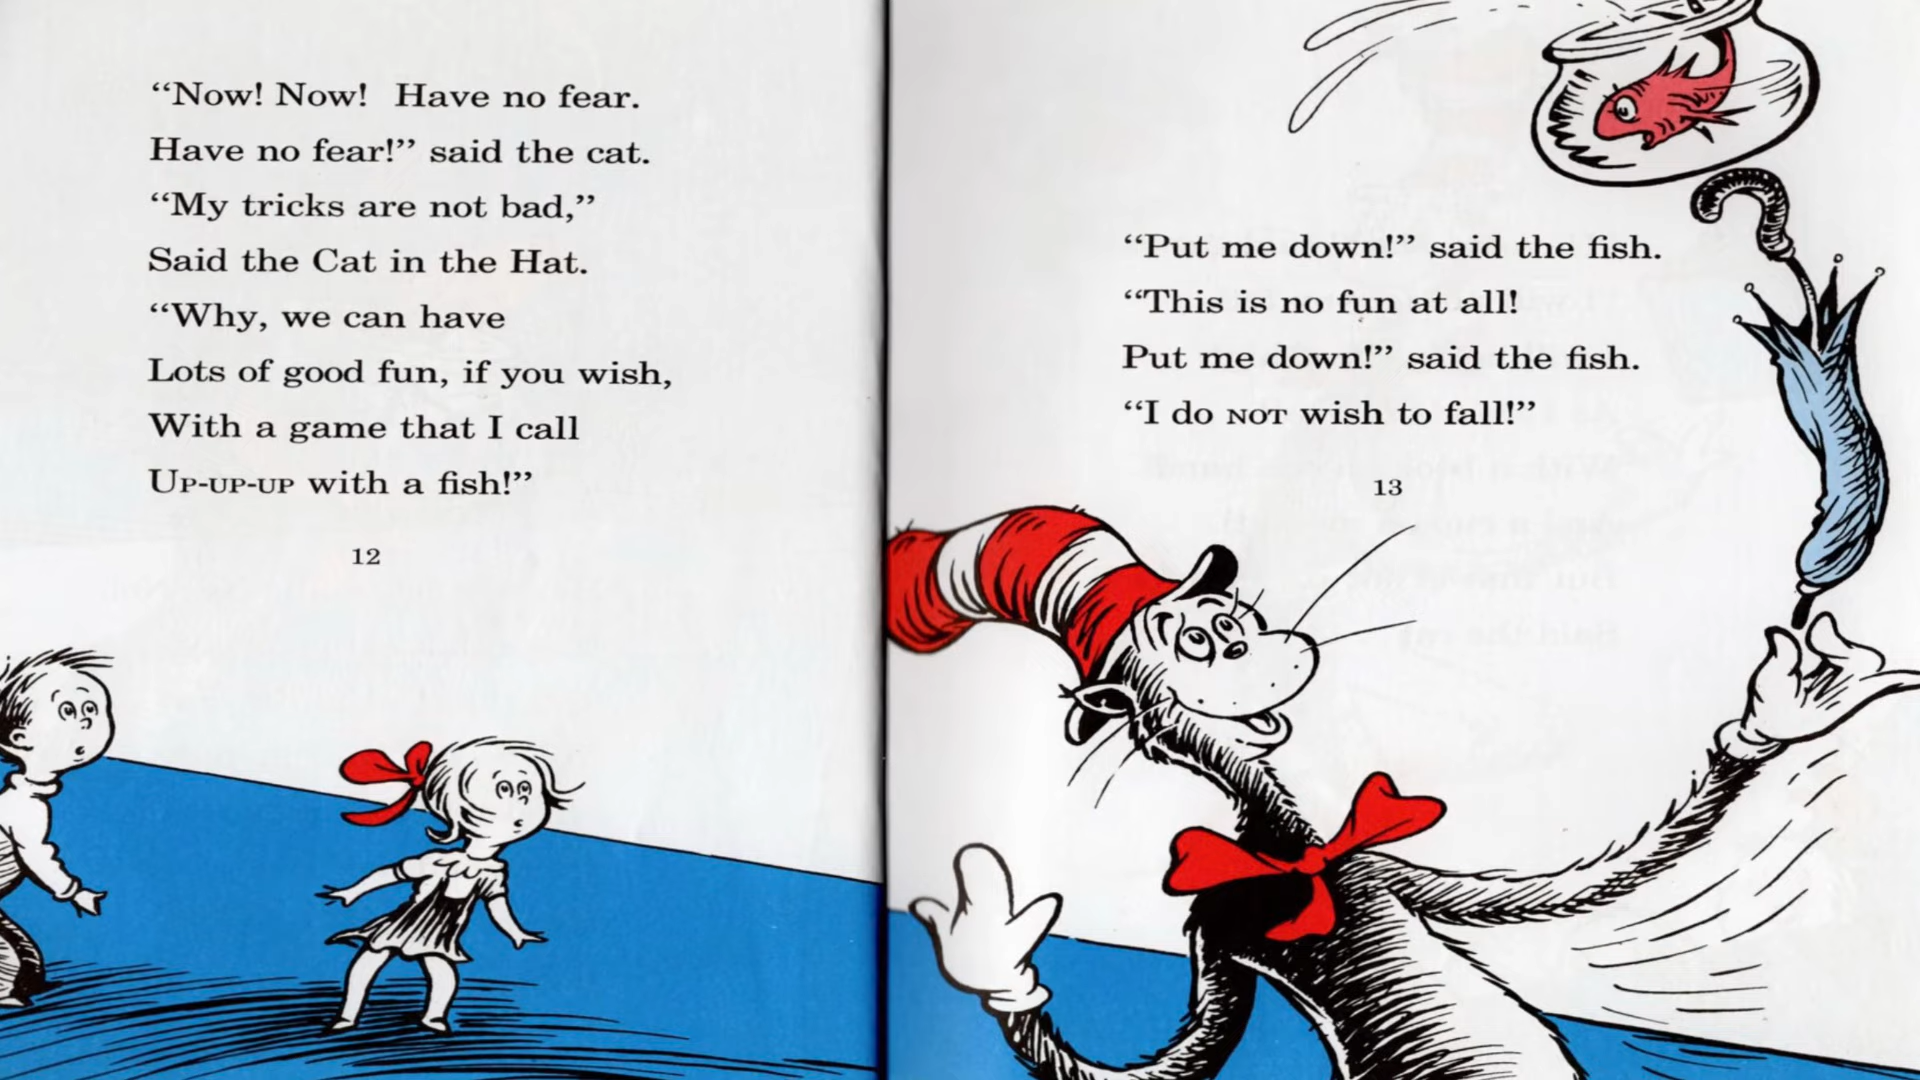 “Now! Now! Have no fear.
Have no fear!” said the cat.
“My tricks are not bad,”
Said the Cat in the Hat.
“Why, we can have
Lots of good fun, if you wish,
With a game that I call
UP-UP-UP with a fish!”
12
“Put me down!” said the fish.
“This is no fun at all!
Put me down!” said the fish.
“I do NOT wish to fall!”
13